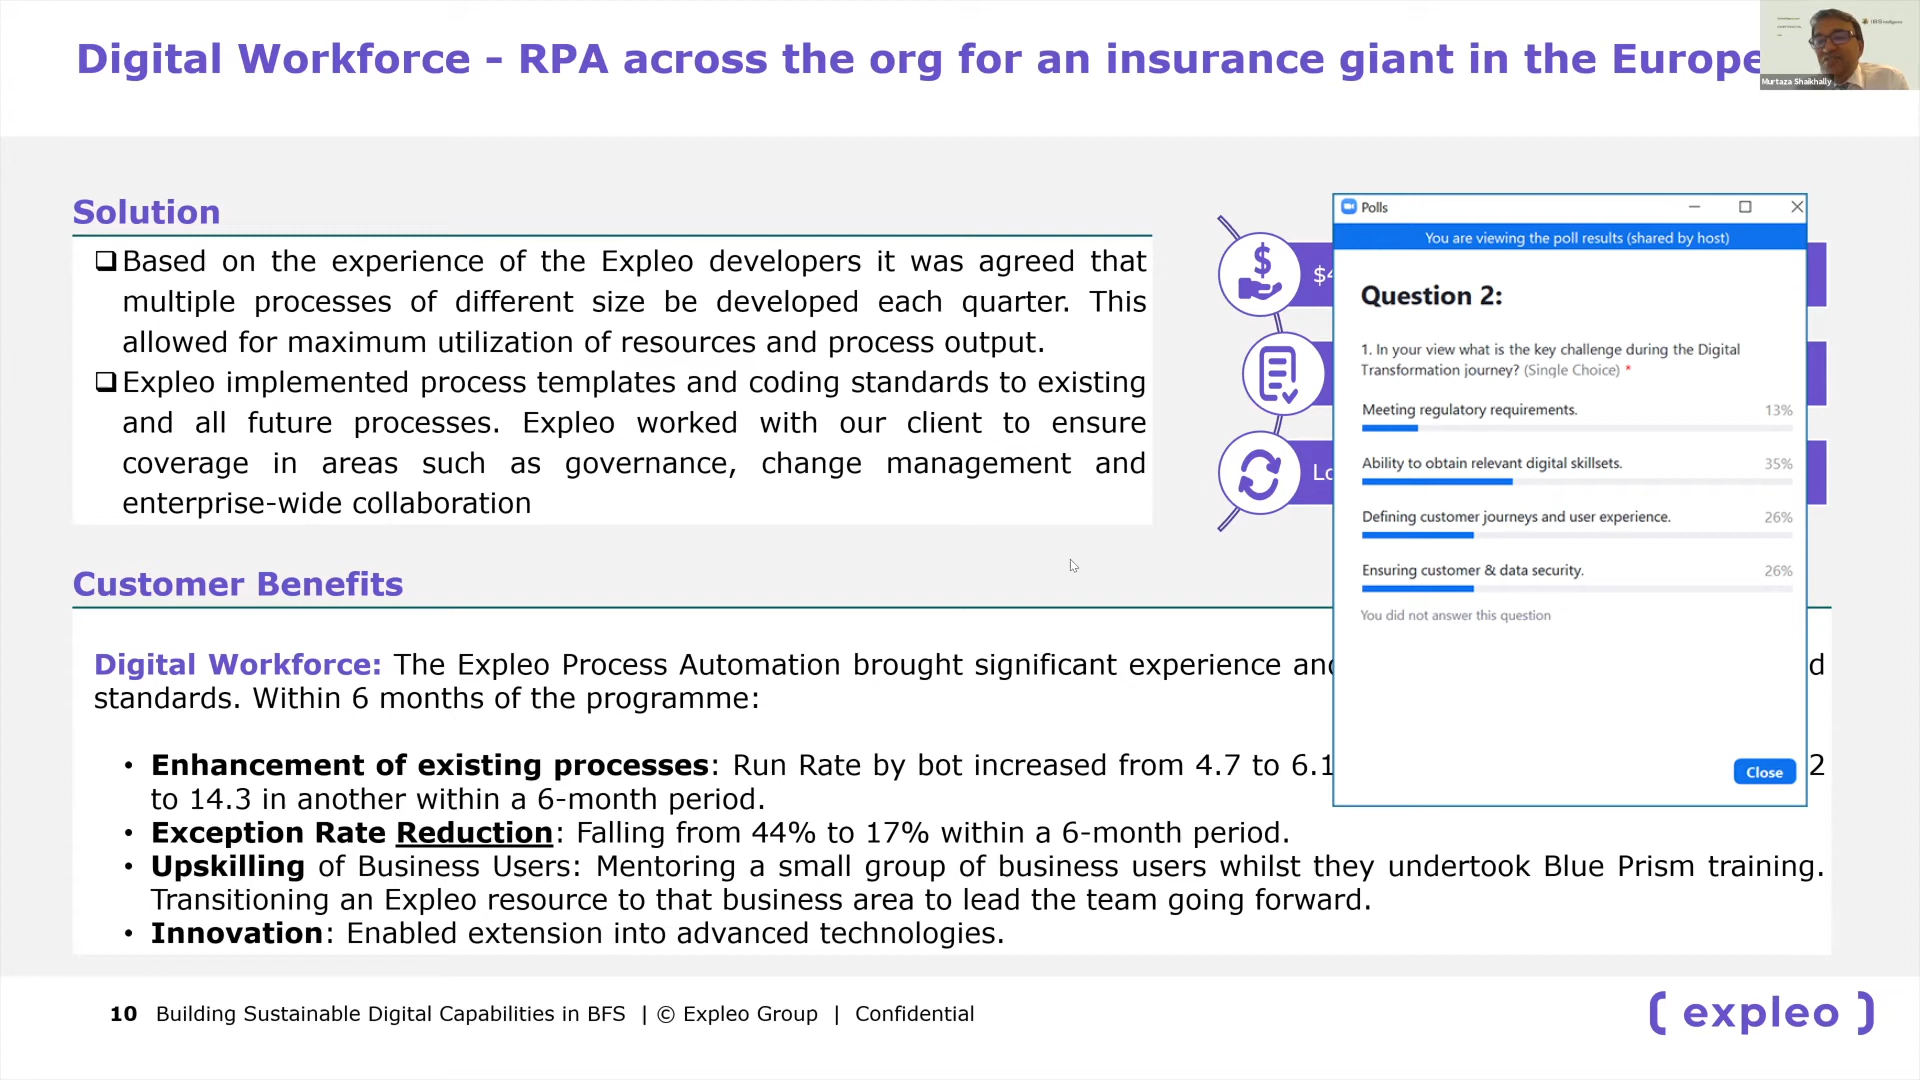 Digital Workforce – RPA across the org for an insurance giant in the Europe
Murtaza Shaikhally
Solution
Based on the experience of the Expleo developers it was agreed that
multiple processes of different size be developed each quarter. This
allowed for maximum utilization of resources and process output.
Expleo implemented process templates and coding standards to existing
and all future processes. Expleo worked with our client to ensure
coverage in areas such as governance, change management and
enterprise-wide collaboration
Polls
You are viewing the poll results (shared by host)
Question 2:
1. In your view what is the key challenge during the Digital
Transformation journey? (Single Choice) *
Meeting regulatory requirements. 13%
Ability to obtain relevant digital skillsets. 35%
Defining customer journeys and user experience. 26%
Ensuring customer & data security. 26%
You did not answer this question
Close
Customer Benefits
Digital Workforce: The Expleo Process Automation brought significant experience
standards. Within 6 months of the programme:
• Enhancement of existing processes: Run Rate by bot increased from 4.7 to 6.1
to 14.3 in another within a 6-month period.
• Exception Rate Reduction: Falling from 44% to 17% within a 6-month period.
• Upskilling of Business Users: Mentoring a small group of business users whilst they undertook Blue Prism training.
Transitioning an Expleo resource to that business area to lead the team going forward.
• Innovation: Enabled extension into advanced technologies.
10 Building Sustainable Digital Capabilities in BFS | © Expleo Group | Confidential
( expleo )